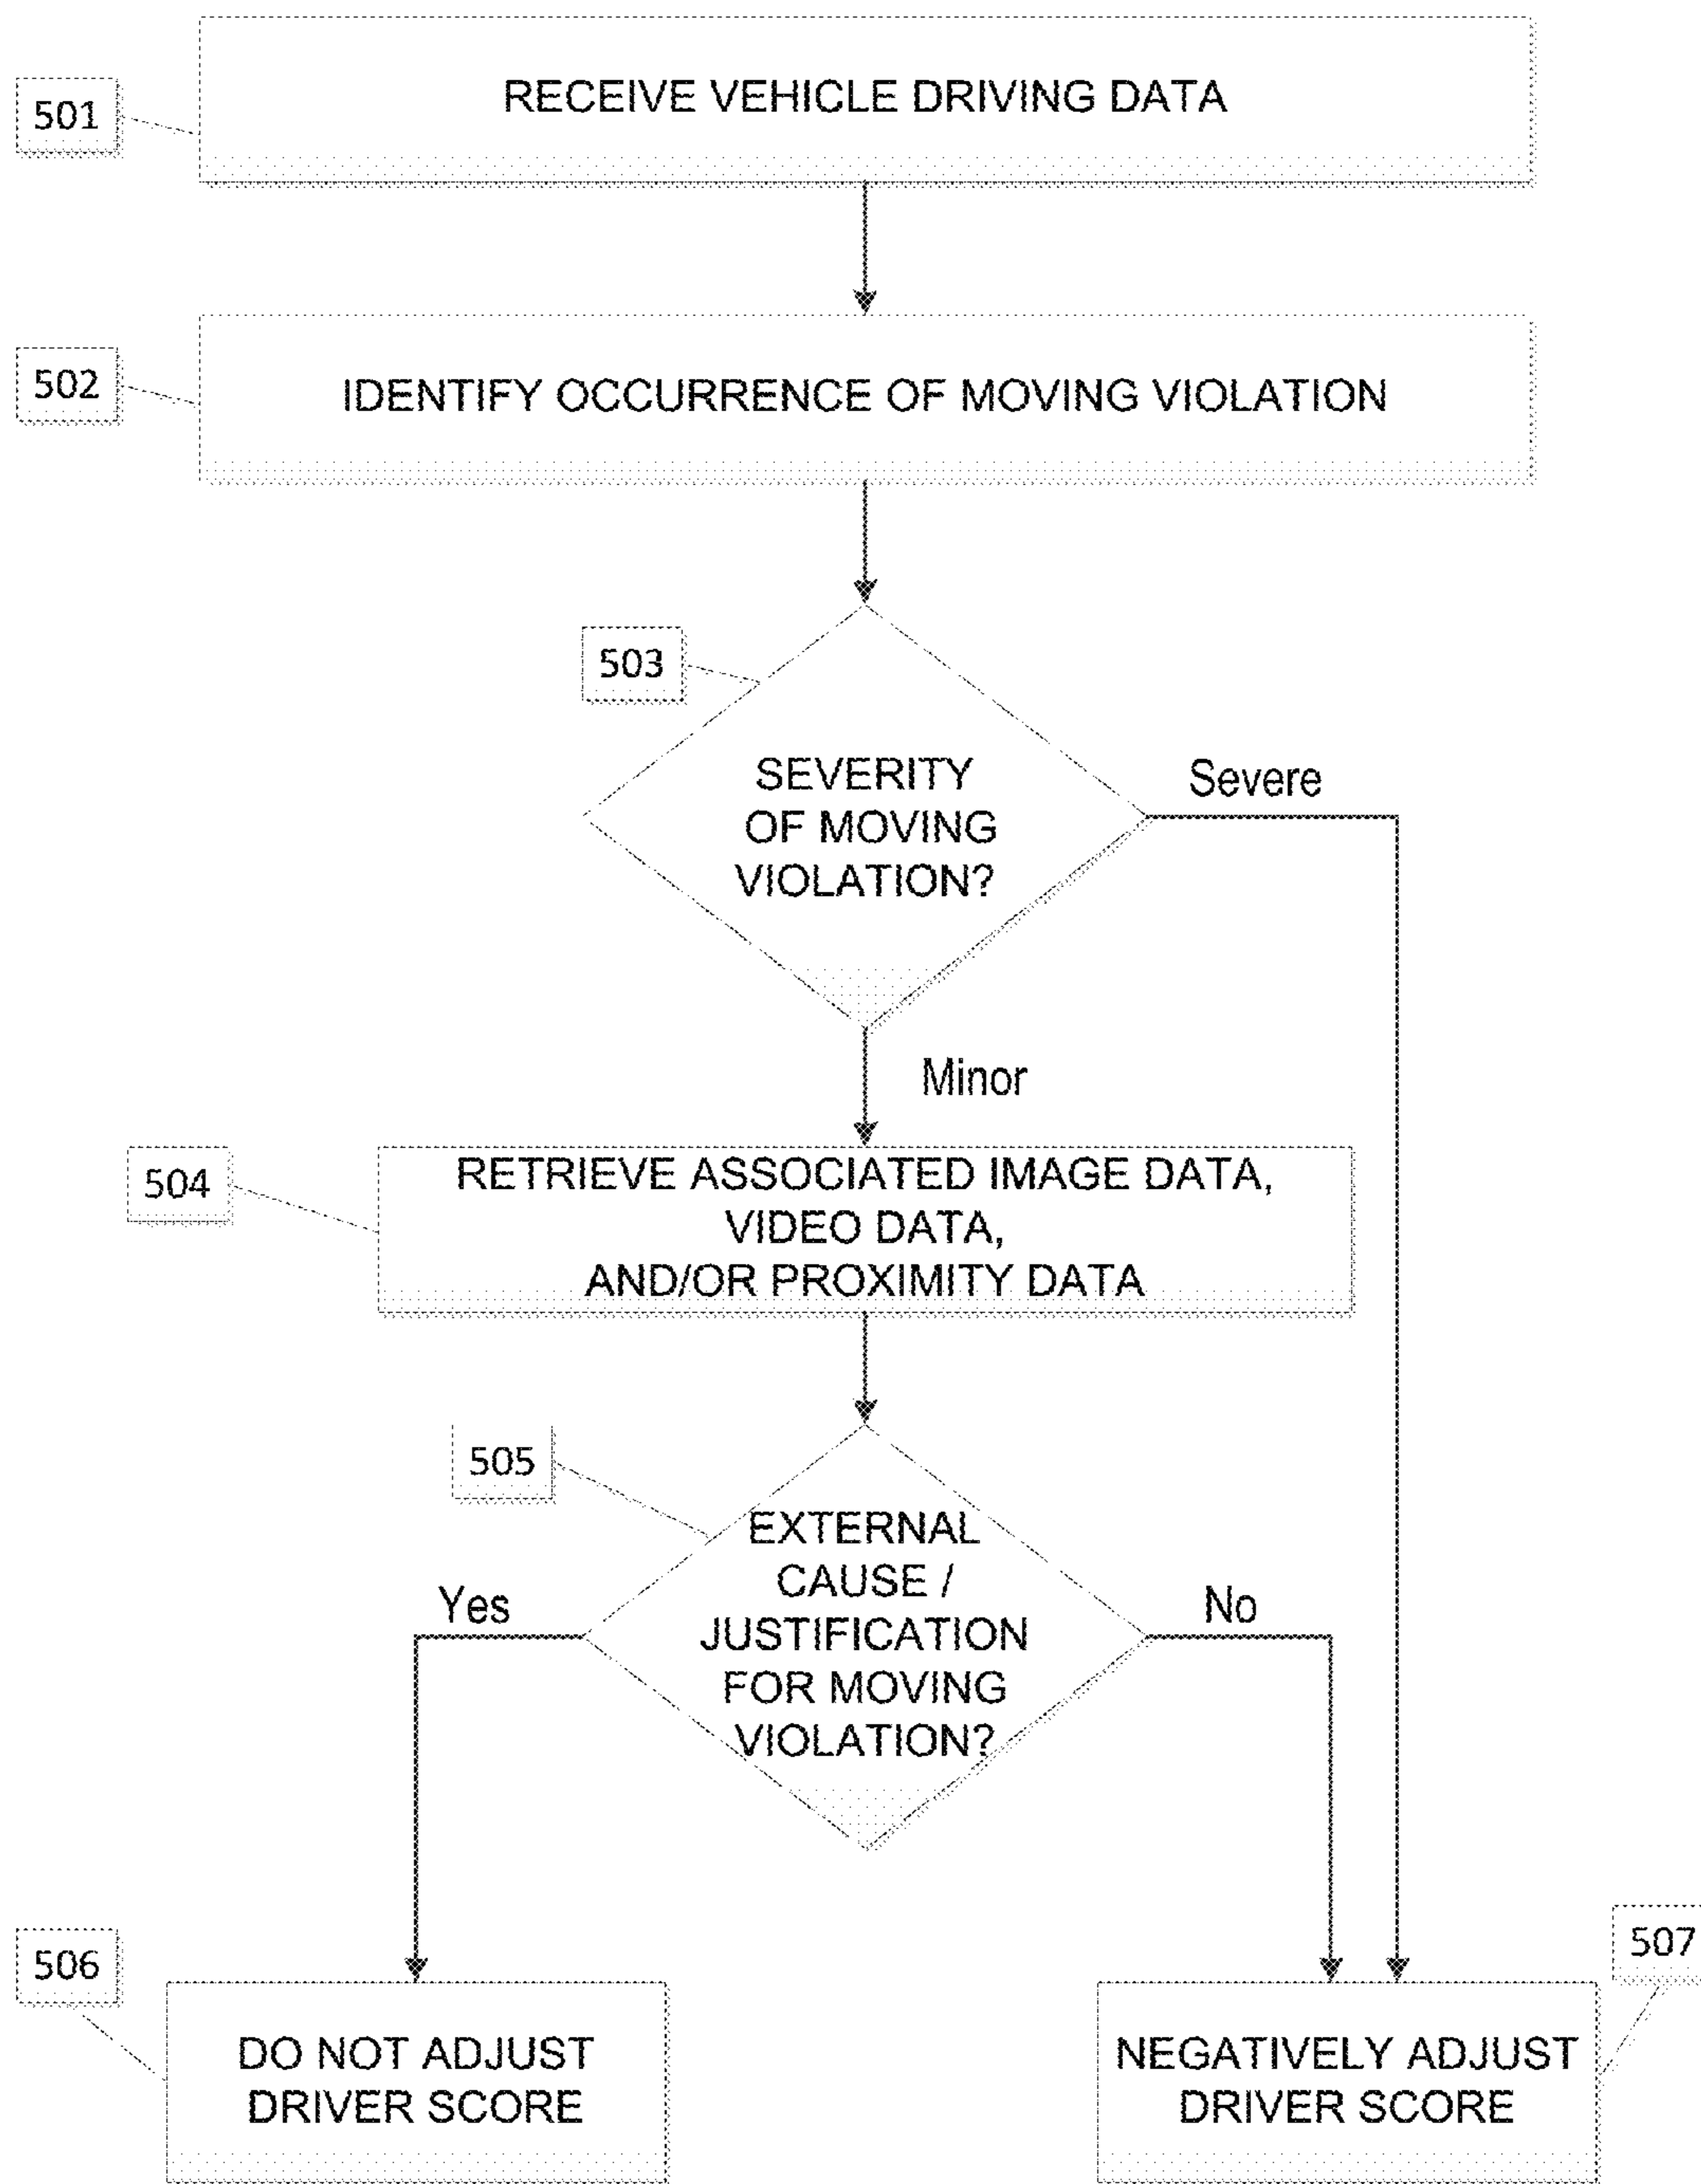 RECEIVE VEHICLE DRIVING DATA
501
IDENTIFY OCCURRENCE OF MOVING VIOLATION
502
503
SEVERITY
OF MOVING
VIOLATION?
Severe
Minor
504
RETRIEVE ASSOCIATED IMAGE DATA,
VIDEO DATA,
AND/OR PROXIMITY DATA
505
EXTERNAL
CAUSE /
JUSTIFICATION
FOR MOVING
VIOLATION?
Yes
No
506
DO NOT ADJUST
DRIVER SCORE
507
NEGATIVELY ADJUST
DRIVER SCORE